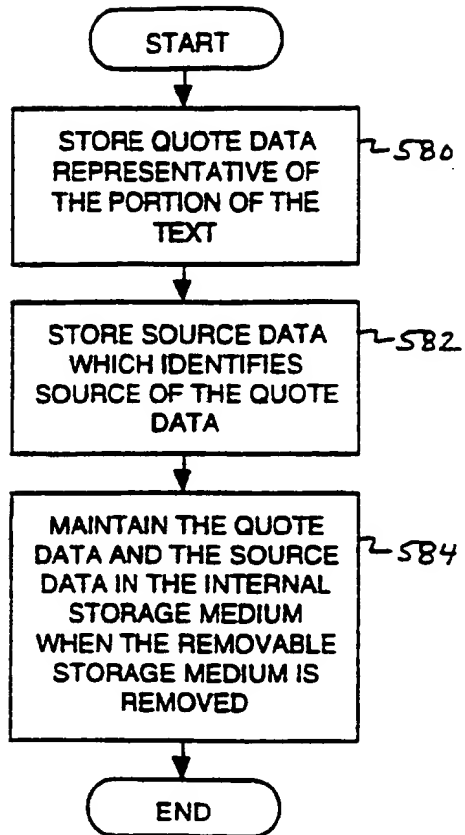 START
STORE QUOTE DATA
REPRESENTATIVE OF
THE PORTION OF THE
TEXT
580
STORE SOURCE DATA
WHICH IDENTIFIES
SOURCE OF THE QUOTE
DATA
582
MAINTAIN THE QUOTE
DATA AND THE SOURCE
DATA IN THE INTERNAL
STORAGE MEDIUM
WHEN THE REMOVABLE
STORAGE MEDIUM IS
REMOVED
584
END